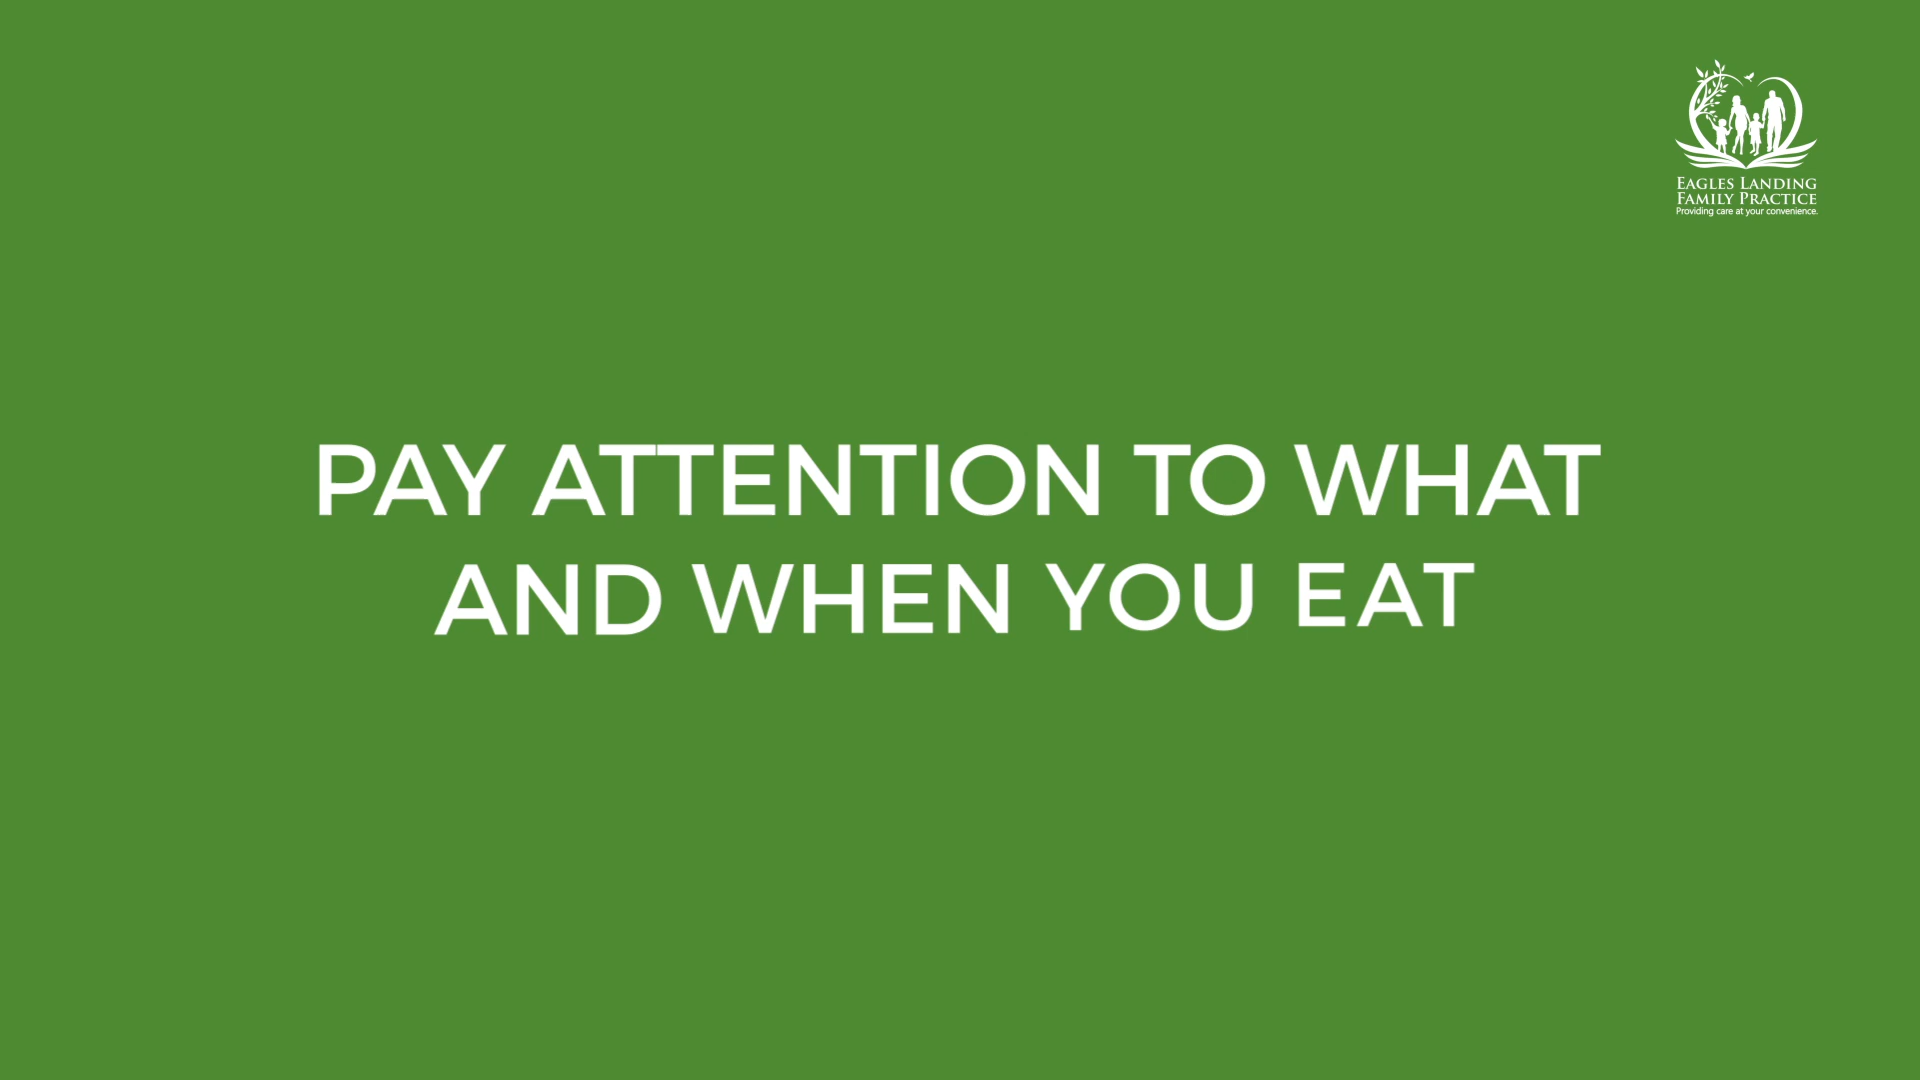 EAGLES LANDING
FAMILY PRACTICE
Providing care at your convenience.
PAY ATTENTION TO WHAT
AND WHEN YOU EAT